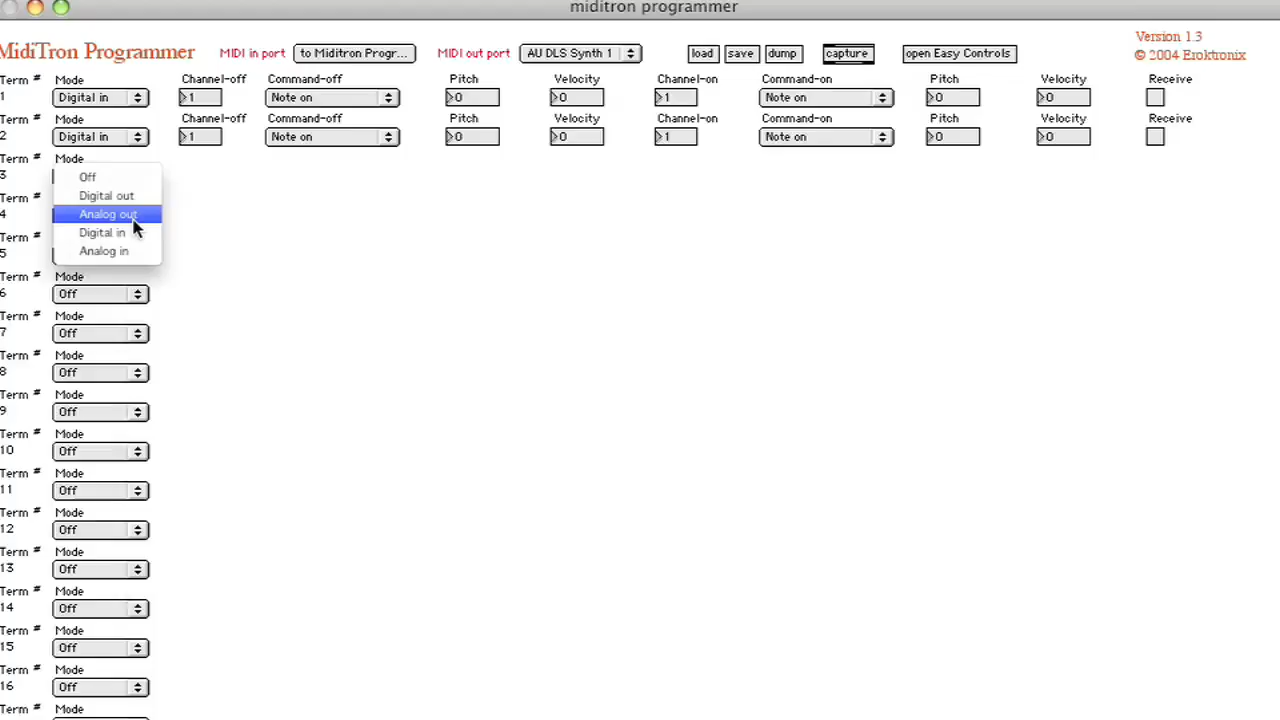 miditron programmer
MidiTron Programmer MIDI in port to Miditron Progr... MIDI out port AU DLS Synth 1 load save dump capture open Easy Controls Version 1.3
© 2004 Eroktronix
Term # Mode Channel-off Command-off Pitch Velocity Channel-on Command-on Pitch Velocity Receive
1 Digital in 1 Note on 0 0 1 Note on 0 0
Term # Mode Channel-off Command-off Pitch Velocity Channel-on Command-on Pitch Velocity Receive
2 Digital in 1 Note on 0 0 1 Note on 0 0
Term # Mode
3 Off
Digital out
Term #
4 Analog out
Term # Digital in
5 Analog in
Term # Mode
6 Off
Term # Mode
7 Off
Term # Mode
8 Off
Term # Mode
9 Off
Term # Mode
10 Off
Term # Mode
11 Off
Term # Mode
12 Off
Term # Mode
13 Off
Term # Mode
14 Off
Term # Mode
15 Off
Term # Mode
16 Off
Term # Mode